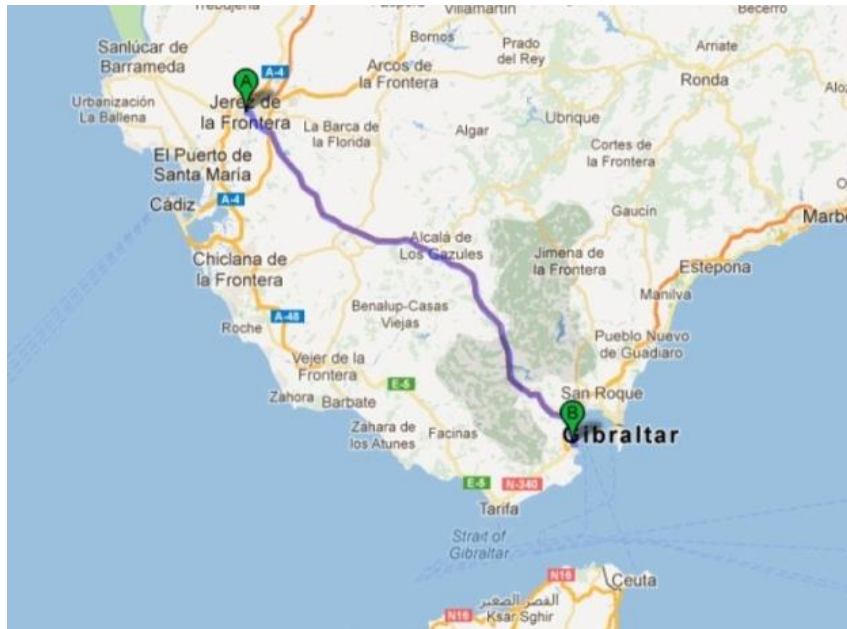 Trebujena
Villamartín
Becerro
Sanlúcar de
Barrameda
A-4
Bornos
Prado
del Rey
Arriate
Arcos de
la Frontera
Ronda
A
Urbanización
La Ballena
Jerez de
la Frontera
La Barca de
la Florida
Algar
Ubrique
El Puerto de
Santa María
Cortes de
la Frontera
A-4
Cádiz
Gaucín
Marb
Alcalá de
Los Gazules
Jimena de
la Frontera
Chiclana de
la Frontera
Estepona
Manilva
Benalup-Casas
Viejas
A-48
Roche
Pueblo Nuevo
de Guadiaro
Vejer de la
Frontera
E-5
San Roque
Zahora
Barbate
B
Zahara de
los Atunes
Facinas
Gibraltar
E-5
N-340
Tarifa
Strait of
Gibraltar
N16
Ceuta
القصر الصغير
Ksar Sghir
N16